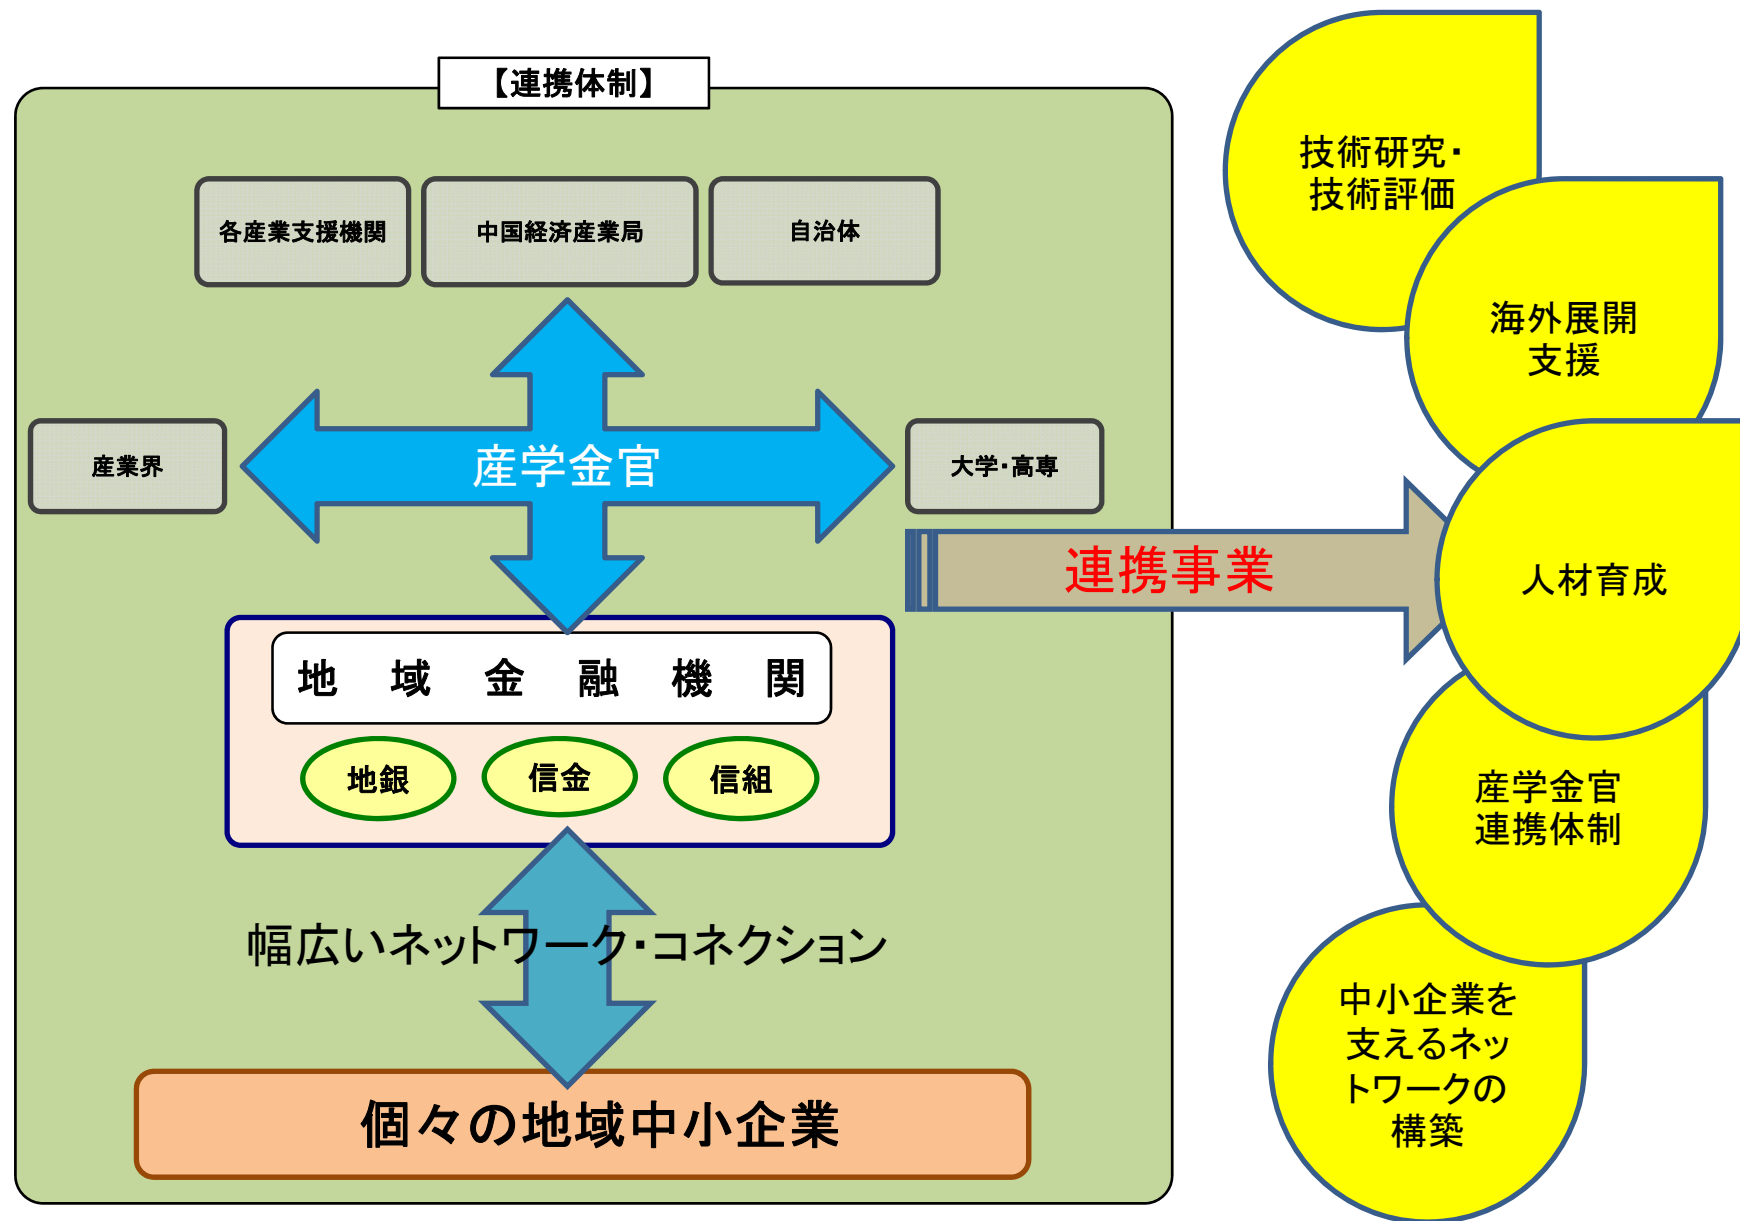 【連携体制】
各産業支援機関
中国経済産業局
自治体
産業界
産学金官
大学・高専
地域金融機関
地銀
信金
信組
幅広いネットワーク・コネクション
個々の地域中小企業
連携事業
技術研究・
技術評価
海外展開
支援
人材育成
産学金官
連携体制
中小企業を
支えるネッ
トワークの
構築